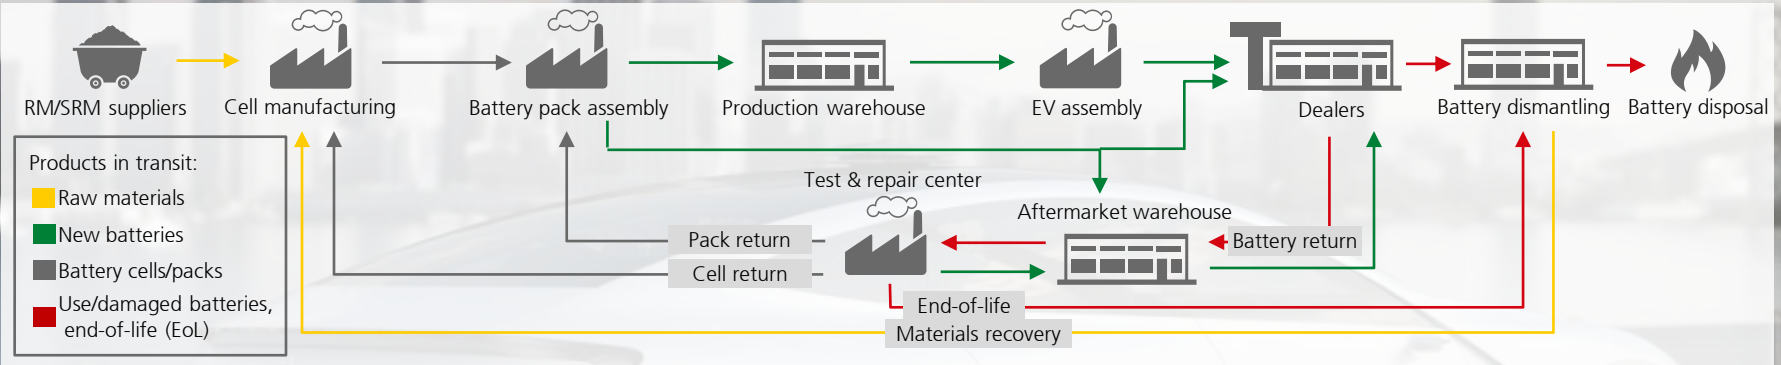 RM/SRM suppliers
Cell manufacturing
Battery pack assembly
Production warehouse
EV assembly
Dealers
Battery dismantling
Battery disposal
Products in transit:
Raw materials
New batteries
Battery cells/packs
Use/damaged batteries,
end-of-life (EoL)
Test & repair center
Aftermarket warehouse
Pack return
Battery return
Cell return
End-of-life
Materials recovery